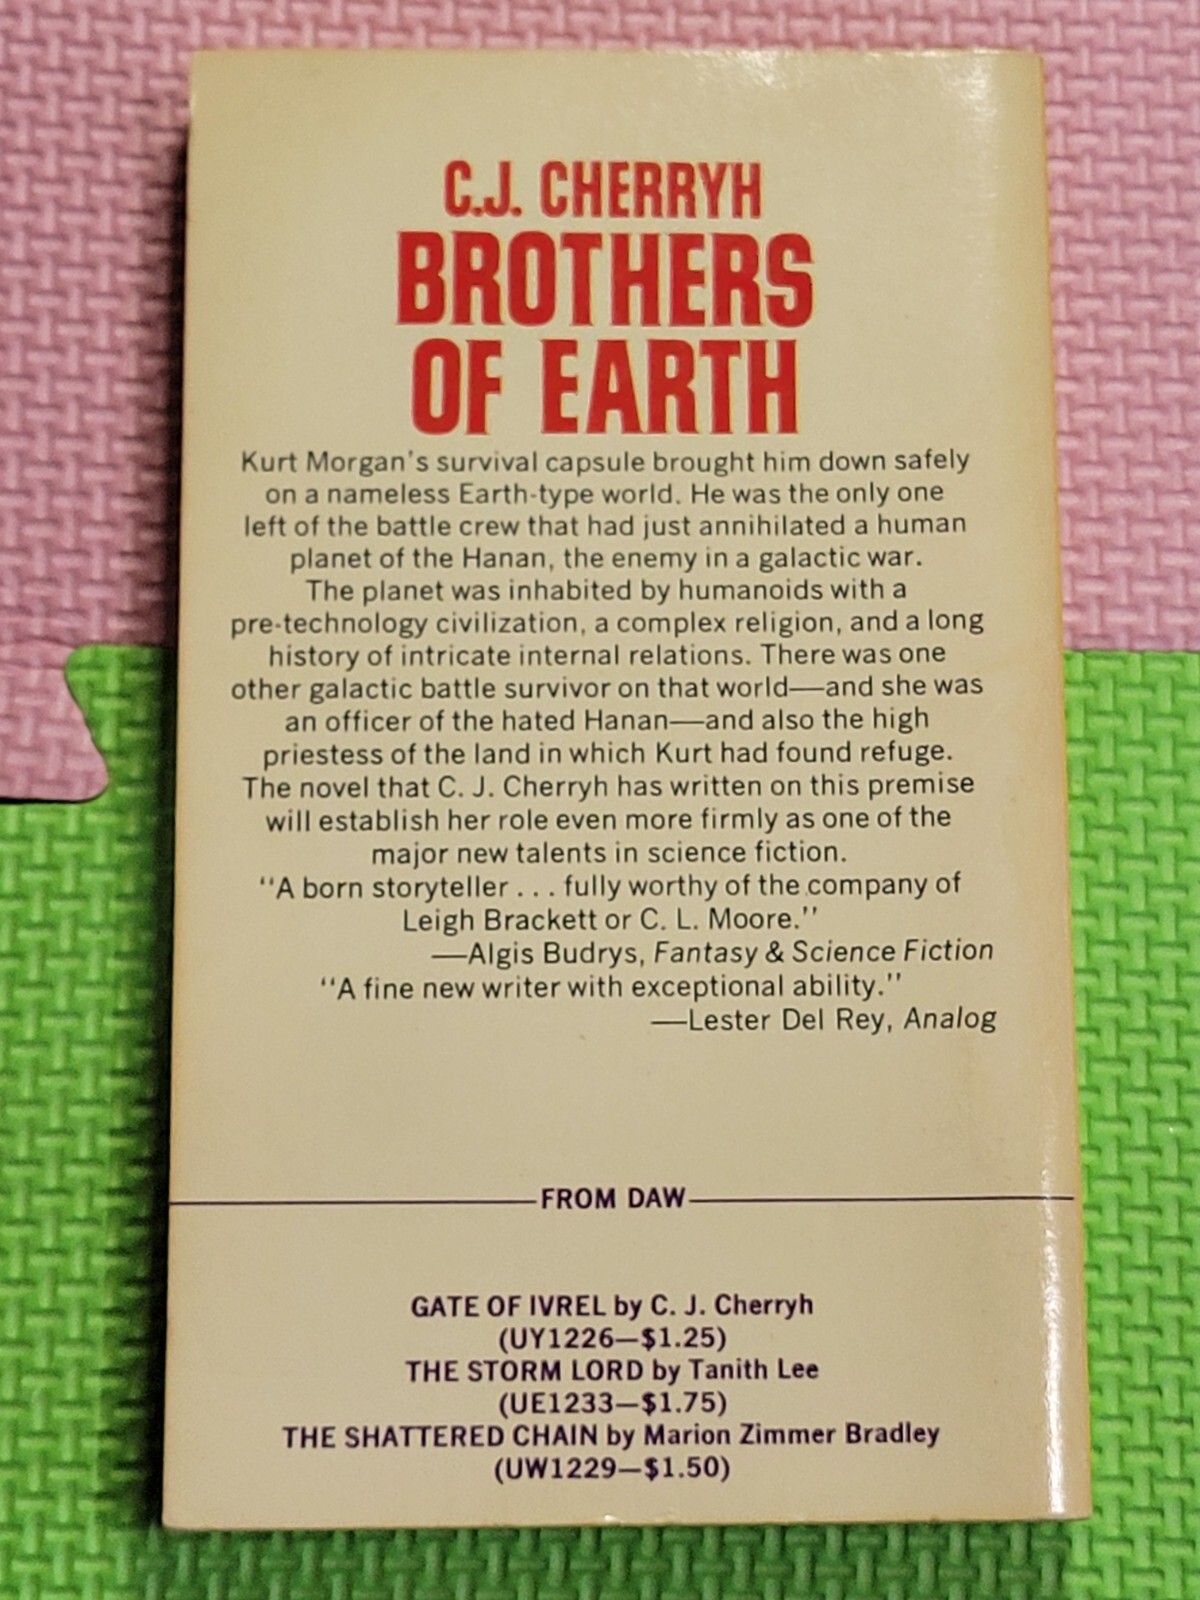 C.J. CHERRYH
BROTHERS
OF EARTH
Kurt Morgan's survival capsule brought him down safely
on a nameless Earth-type world. He was the only one
left of the battle crew that had just annihilated a human
planet of the Hanan, the enemy in a galactic war.
The planet was inhabited by humanoids with a
pre-technology civilization, a complex religion, and a long
history of intricate internal relations. There was one
other galactic battle survivor on that world—and she was
an officer of the hated Hanan—and also the high
priestess of the land in which Kurt had found refuge.
The novel that C. J. Cherryh has written on this premise
will establish her role even more firmly as one of the
major new talents in science fiction.
"A born storyteller . . . fully worthy of the company of
Leigh Brackett or C. L. Moore."
—Algis Budrys, Fantasy & Science Fiction
"A fine new writer with exceptional ability."
—Lester Del Rey, Analog
FROM DAW
GATE OF IVREL by C. J. Cherryh
(UY1226—$1.25)
THE STORM LORD by Tanith Lee
(UE1233—$1.75)
THE SHATTERED CHAIN by Marion Zimmer Bradley
(UW1229—$1.50)